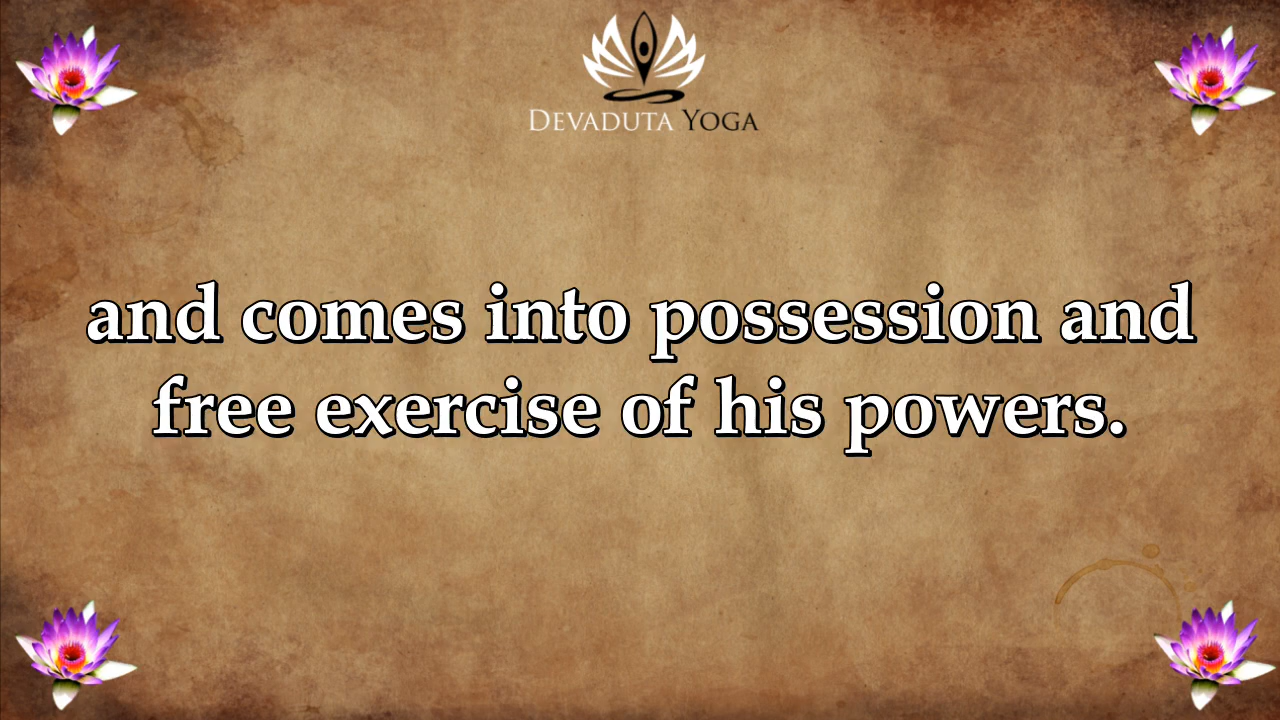 DEVADUTA YOGA
and comes into possession and
free exercise of his powers.